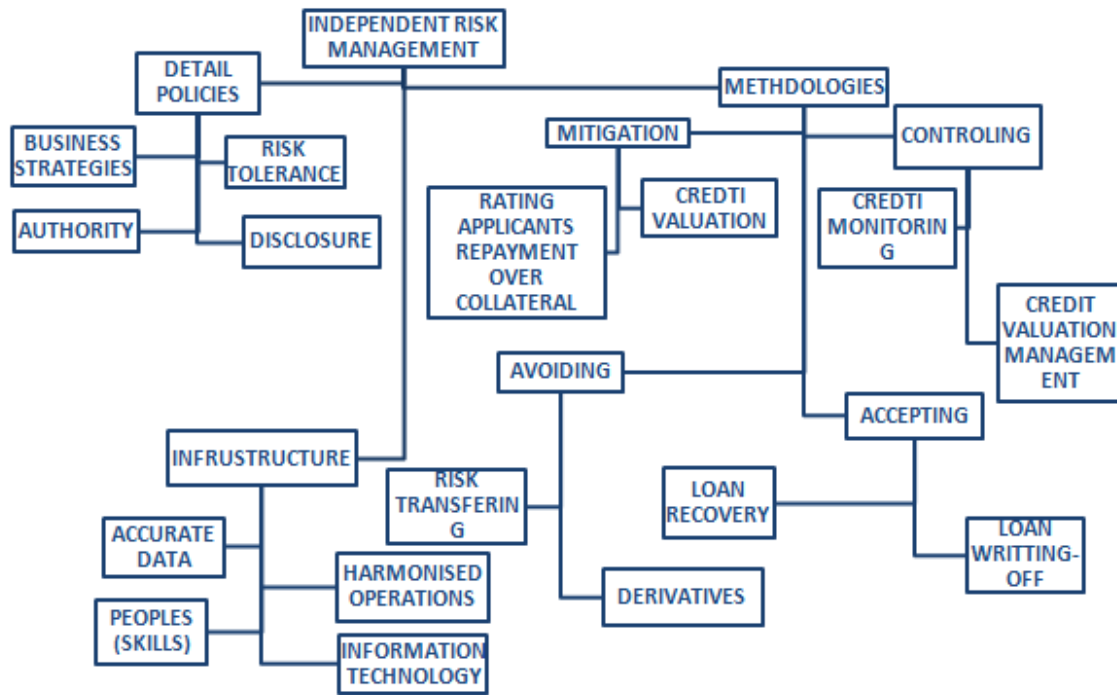 INDEPENDENT RISK
MANAGEMENT
DETAIL
POLICIES
METHDOLOGIES
BUSINESS
STRATEGIES
RISK
TOLERANCE
AUTHORITY
DISCLOSURE
MITIGATION
CONTROLING
RATING
APPLICANTS
REPAYMENT
OVER
COLLATERAL
CREDTI
VALUATION
CREDTI
MONITORIN
G
CREDIT
VALUATION
MANAGEM
ENT
AVOIDING
ACCEPTING
INFRUSTRUCTURE
RISK
TRANSFERIN
G
LOAN
RECOVERY
LOAN
WRITTING-
OFF
ACCURATE
DATA
HARMONISED
OPERATIONS
DERIVATIVES
PEOPLES
(SKILLS)
INFORMATION
TECHNOLOGY